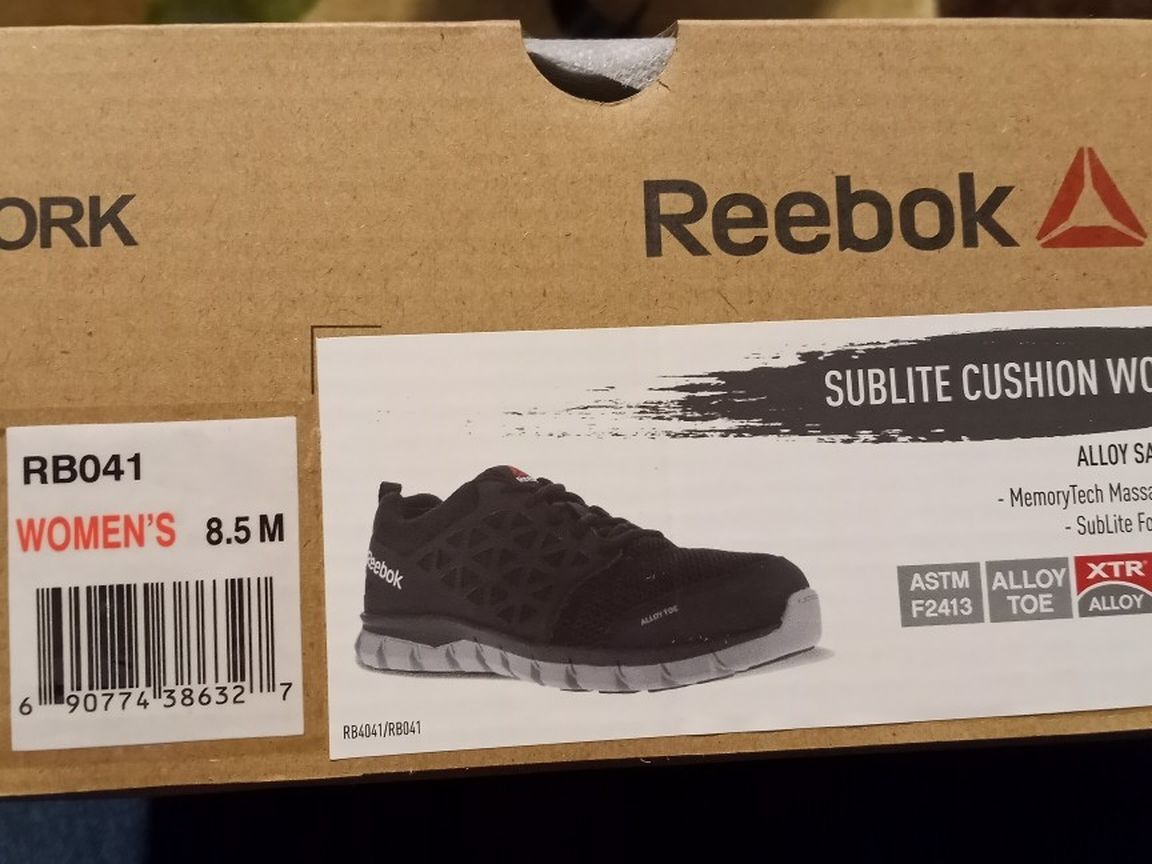 ORK
Reebok
RB041
WOMEN'S 8.5 M
6 90774 38632 7
SUBLITE CUSHION WO
ALLOY SA
- MemoryTech Massa
- SubLite Fo
ASTM F2413
ALLOY TOE
XTR
ALLOY
Reebok
ALLOY TOE
RB4041/RB041